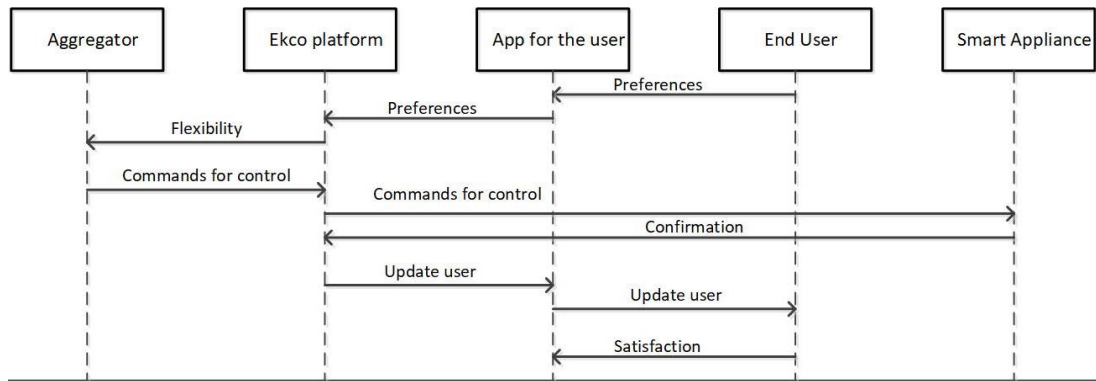 Aggregator
Ekco platform
App for the user
End User
Smart Appliance
Preferences
Preferences
Flexibility
Commands for control
Commands for control
Confirmation
Update user
Update user
Satisfaction